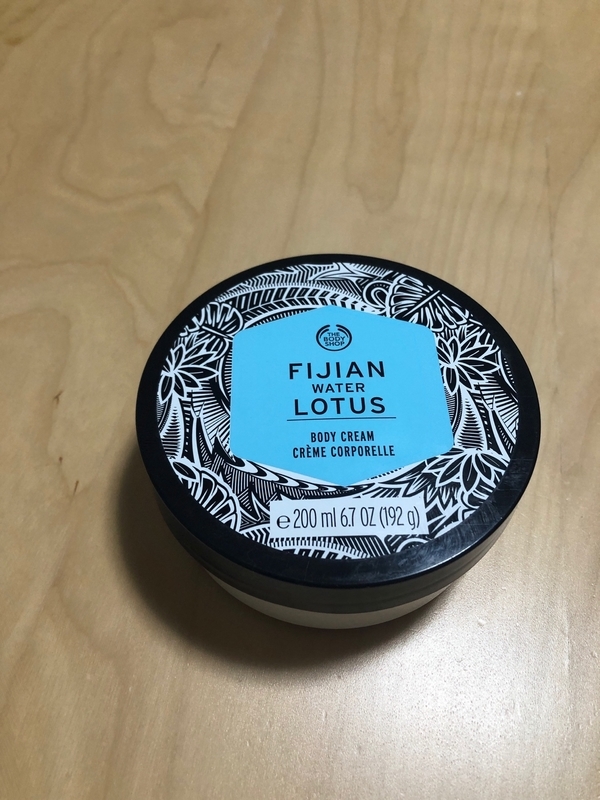 THE
BODY
SHOP
FIJIAN
WATER
LOTUS
BODY CREAM
CRÈME CORPORELLE
℮ 200 ml 6.7 OZ (192 g)